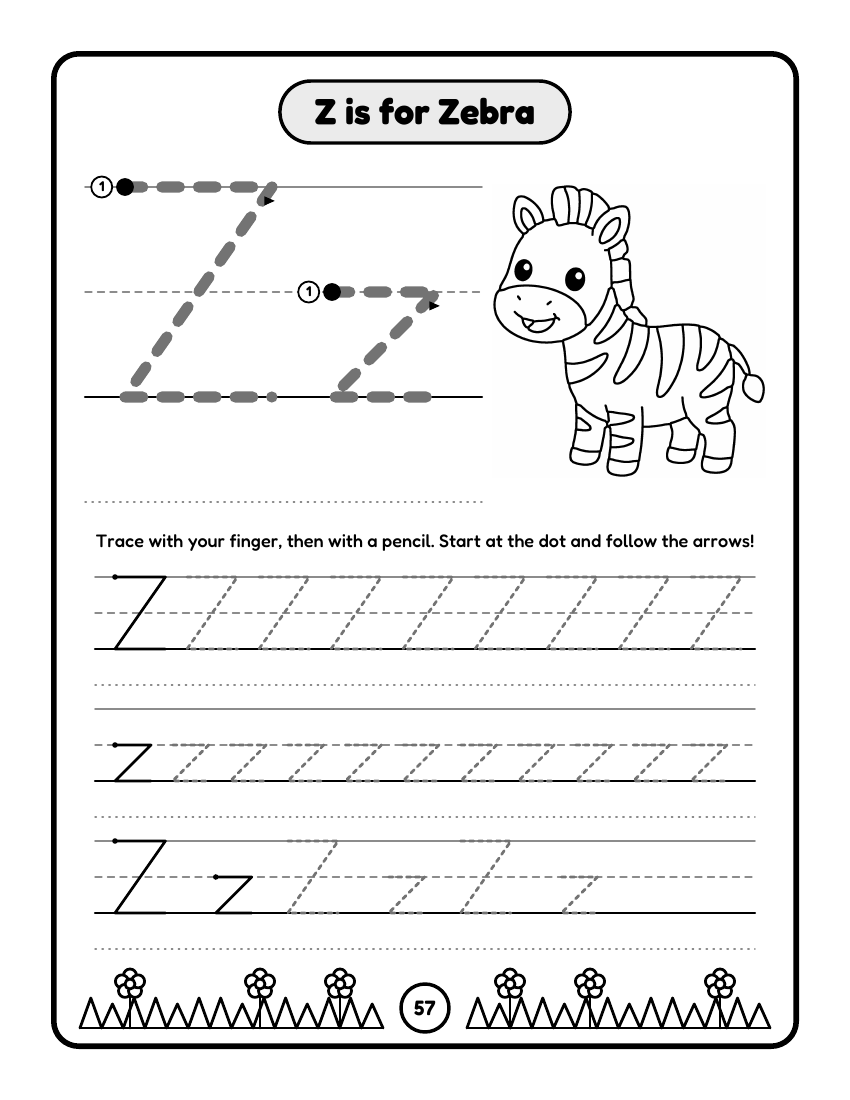 Z is for Zebra
1
Z
1
z
Trace with your finger, then with a pencil. Start at the dot and follow the arrows!
Z Z Z Z Z Z Z Z Z
z z z z z z z z z z z
Z z Z z Z z
57